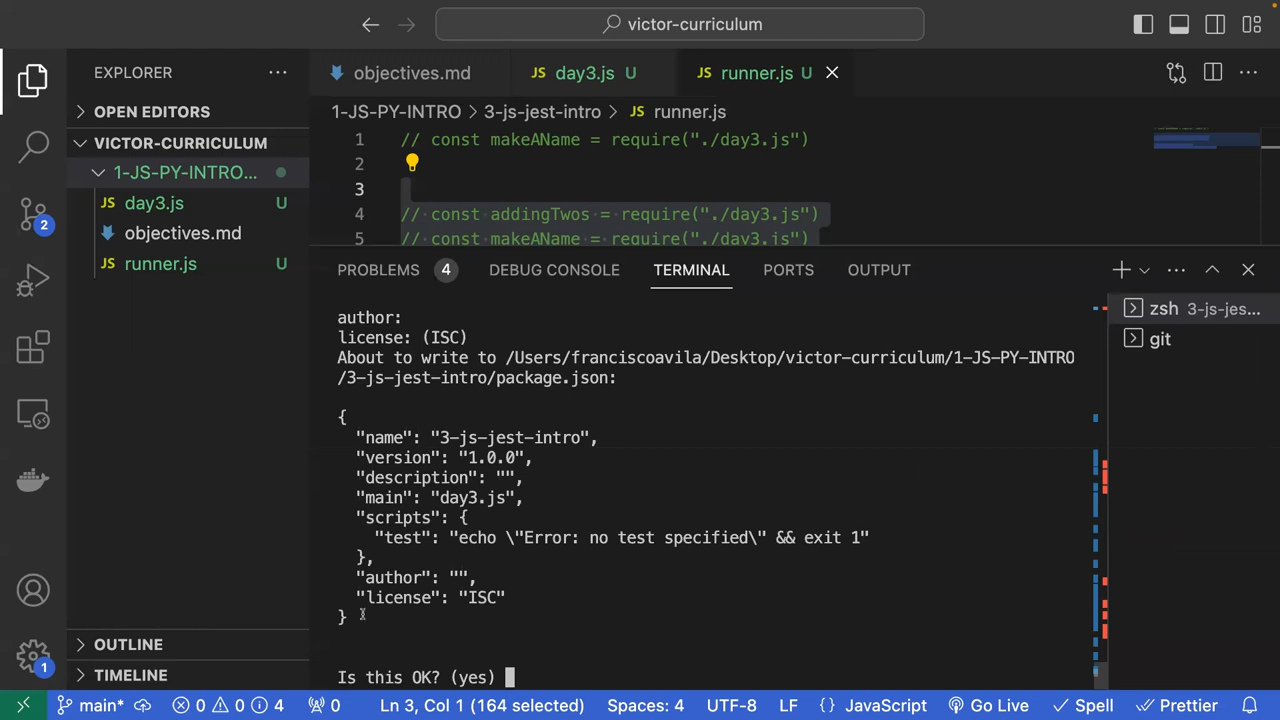 victor-curriculum
EXPLORER
objectives.md
day3.js U
runner.js U
OPEN EDITORS
1-JS-PY-INTRO > 3-js-jest-intro > JS runner.js
VICTOR-CURRICULUM
1-JS-PY-INTRO...
JS day3.js U
objectives.md
JS runner.js U
1 // const makeAName = require("./day3.js")
2
3
4 // const addingTwos = require("./day3.js")
5 // const makeAName = require("./day3.js")
PROBLEMS 4 DEBUG CONSOLE TERMINAL PORTS OUTPUT
author:
license: (ISC)
About to write to /Users/franciscoavila/Desktop/victor-curriculum/1-JS-PY-INTRO
/3-js-jest-intro/package.json:
{
"name": "3-js-jest-intro",
"version": "1.0.0",
"description": "",
"main": "day3.js",
"scripts": {
"test": "echo \"Error: no test specified\" && exit 1"
},
"author": "",
"license": "ISC"
}
Is this OK? (yes)
zsh 3-js-jes...
git
2
1
OUTLINE
TIMELINE
main* 0 0 4 0 Ln 3, Col 1 (164 selected) Spaces: 4 UTF-8 LF {} JavaScript Go Live Spell Prettier